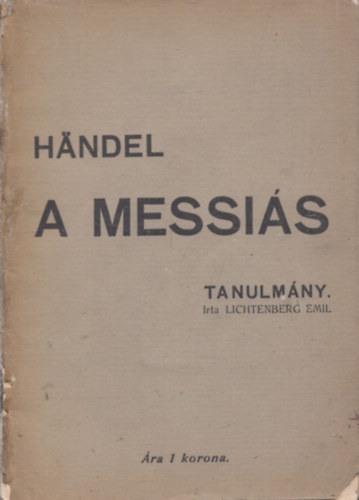 HÄNDEL
A MESSIÁS
TANULMÁNY.
Irta LICHTENBERG EMIL
Ára 1 korona.